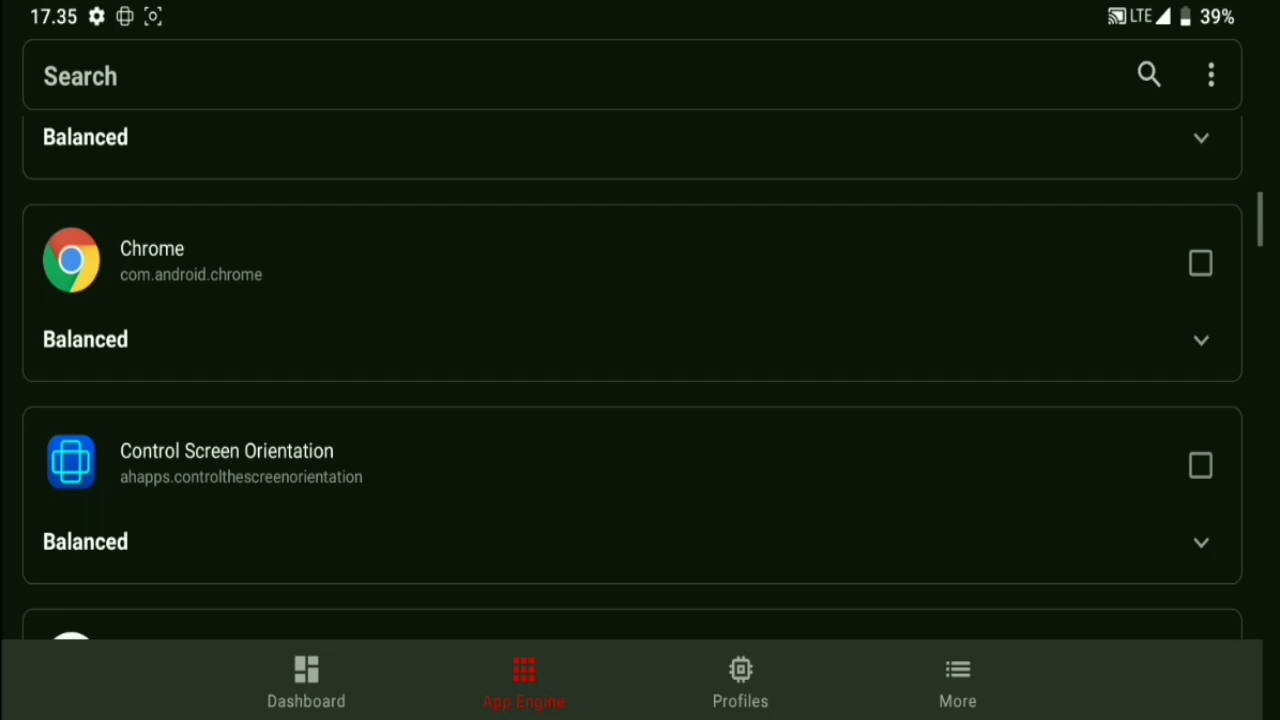 17.35 LTE 39%
Search
Balanced
Chrome
com.android.chrome
Balanced
Control Screen Orientation
ahapps.controlthescreenorientation
Balanced
Dashboard App Engine Profiles More